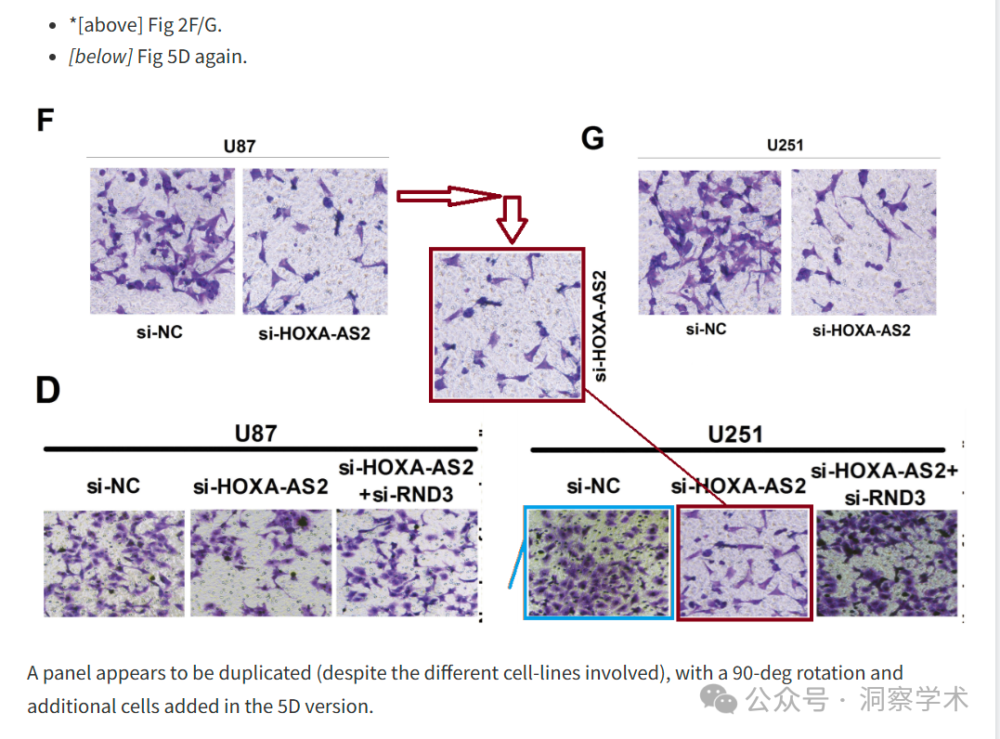 *[above] Fig 2F/G.
[below] Fig 5D again.
F
U87
G
U251
si-NC
si-HOXA-AS2
si-HOXA-AS2
si-NC
si-HOXA-AS2
D
U87
U251
si-NC
si-HOXA-AS2
si-HOXA-AS2
+si-RND3
si-NC
si-HOXA-AS2
si-HOXA-AS2+
si-RND3
A panel appears to be duplicated (despite the different cell-lines involved), with a 90-deg rotation and
additional cells added in the 5D version.
公众号 · 洞察学术